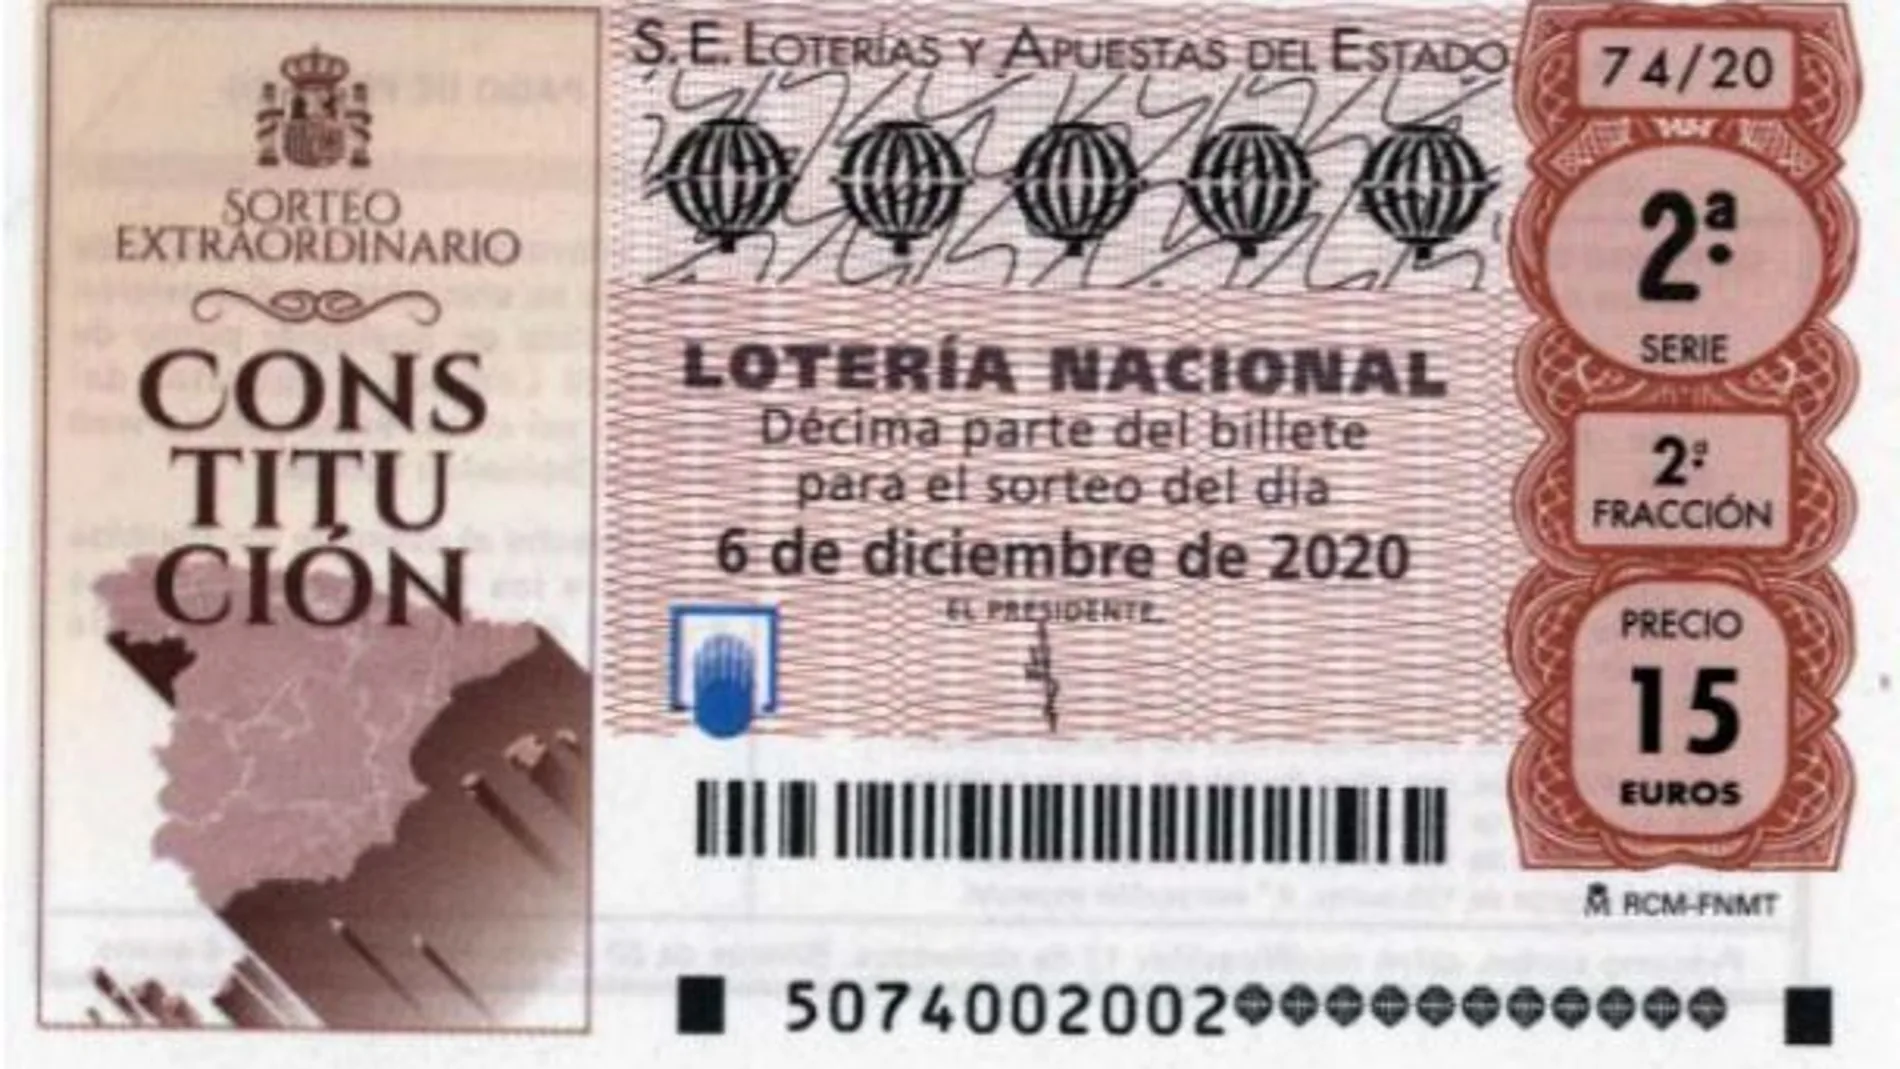 SORTEO
EXTRAORDINARIO
CONS
TITU
CIÓN
S.E. LOTERÍAS Y APUESTAS DEL ESTADO
LOTERÍA NACIONAL
Décima parte del billete
para el sorteo del día
6 de diciembre de 2020
EL PRESIDENTE,
74/20
2ª
SERIE
2ª
FRACCIÓN
PRECIO
15
EUROS
RCM-FNMT
5074002002